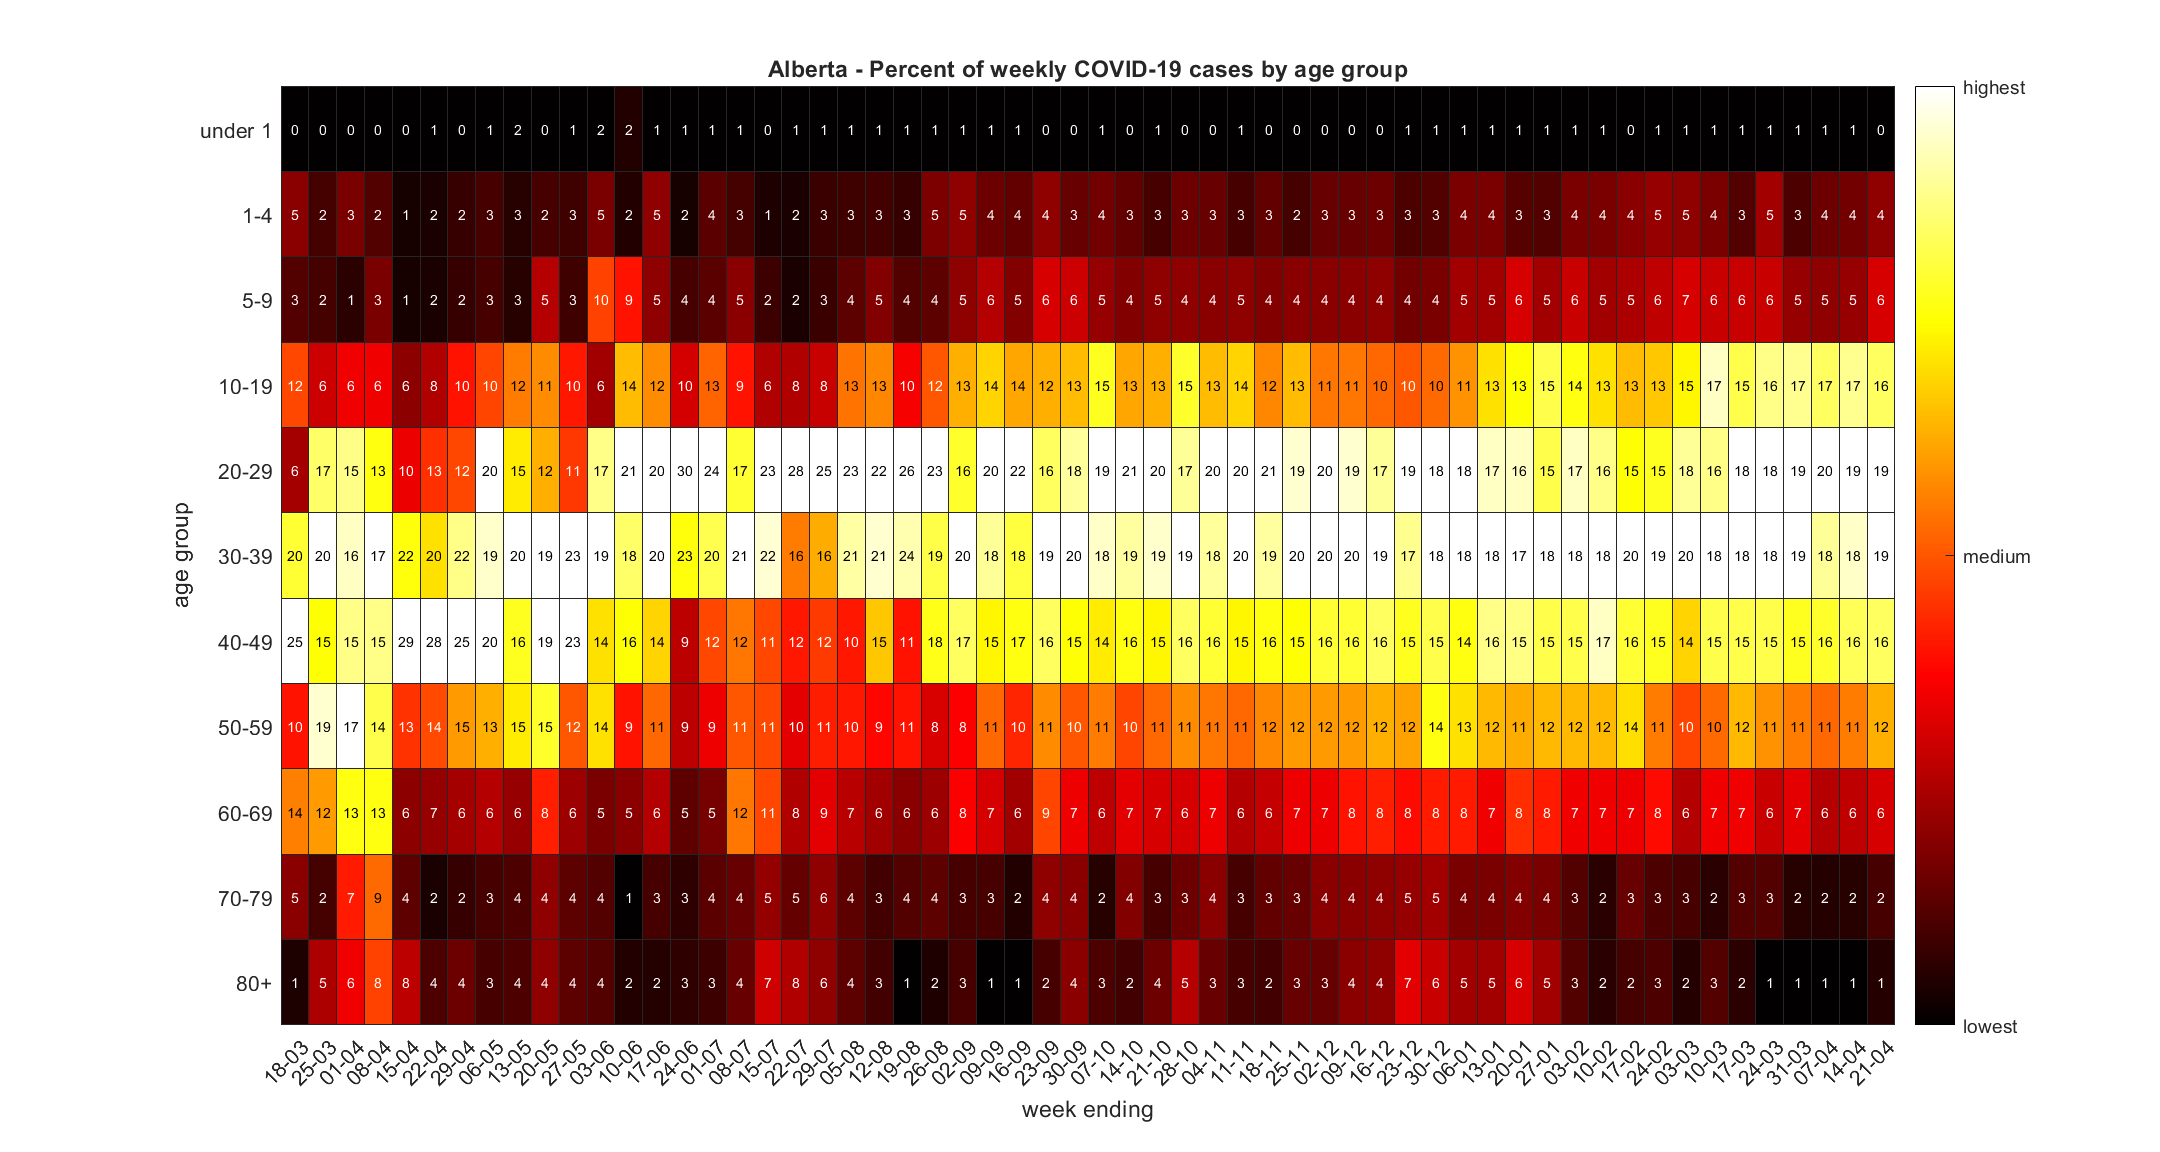 Alberta - Percent of weekly COVID-19 cases by age group
highest
under 1 0 0 0 0 0 1 0 1 2 0 1 2 2 1 1 1 1 0 1 1 1 1 1 1 1 1 1 0 0 1 0 1 0 0 1 0 0 0 0 0 1 1 1 1 1 1 1 1 0 1 1 1 1 1 1 1 1 0
1-4 5 2 3 2 1 2 2 3 3 2 3 5 2 5 2 4 3 1 2 3 3 3 3 5 5 4 4 4 3 4 3 3 3 3 3 3 2 3 3 3 3 3 4 4 3 3 4 4 4 5 5 4 3 5 3 4 4 4
5-9 3 2 1 3 1 2 2 3 3 5 3 10 9 5 4 4 5 2 2 3 4 5 4 4 5 6 5 6 6 5 4 5 4 4 5 4 4 4 4 4 4 4 5 5 6 5 6 5 5 6 7 6 6 6 5 5 5 6
10-19 12 6 6 6 6 8 10 10 12 11 10 6 14 12 10 13 9 6 8 8 13 13 10 12 13 14 14 12 13 15 13 13 15 13 14 12 13 11 11 10 10 10 11 13 13 15 14 13 13 13 15 17 15 16 17 17 17 16
20-29 6 17 15 13 10 13 12 20 15 12 11 17 21 20 30 24 17 23 28 25 23 22 26 23 16 20 22 16 18 19 21 20 17 20 20 21 19 20 19 17 19 18 18 17 16 15 17 16 15 15 18 16 18 18 19 20 19 19
30-39 20 20 16 17 22 20 22 19 20 19 23 19 18 20 23 20 21 22 16 16 21 21 24 19 20 18 18 19 20 18 19 19 19 18 20 19 20 20 20 19 17 18 18 18 17 18 18 18 20 19 20 18 18 18 19 18 18 19
medium
40-49 25 15 15 15 29 28 25 20 16 19 23 14 16 14 9 12 12 11 12 12 10 15 11 18 17 15 17 16 15 14 16 15 16 16 15 16 15 16 16 16 15 15 14 16 15 15 15 17 16 15 14 15 15 15 15 16 16 16
50-59 10 19 17 14 13 14 15 13 15 15 12 14 9 11 9 9 11 11 10 11 10 9 11 8 8 11 10 11 10 11 10 11 11 11 11 12 12 12 12 12 12 14 13 12 11 12 12 12 14 11 10 10 12 11 11 11 11 12
60-69 14 12 13 13 6 7 6 6 6 8 6 5 5 6 5 5 12 11 8 9 7 6 6 6 8 7 6 9 7 6 7 7 6 7 6 6 7 7 8 8 8 8 8 7 8 8 7 7 7 8 6 7 7 6 7 6 6 6
70-79 5 2 7 9 4 2 2 3 4 4 4 4 1 3 3 4 4 5 5 6 4 3 4 4 3 3 2 4 4 2 4 3 3 4 3 3 3 4 4 4 5 5 4 4 4 4 3 2 3 3 3 2 3 3 2 2 2 2
80+ 1 5 6 8 8 4 4 3 4 4 4 4 2 2 3 3 4 7 8 6 4 3 1 2 3 1 1 2 4 3 2 4 5 3 3 2 3 3 4 4 7 6 5 5 6 5 3 2 2 3 2 3 2 1 1 1 1 1
lowest
18-03 25-03 01-04 08-04 15-04 22-04 29-04 06-05 13-05 20-05 27-05 03-06 10-06 17-06 24-06 01-07 08-07 15-07 22-07 29-07 05-08 12-08 19-08 26-08 02-09 09-09 16-09 23-09 30-09 07-10 14-10 21-10 28-10 04-11 11-11 18-11 25-11 02-12 09-12 16-12 23-12 30-12 06-01 13-01 20-01 27-01 03-02 10-02 17-02 24-02 03-03 10-03 17-03 24-03 31-03 07-04 14-04 21-04
week ending
age group